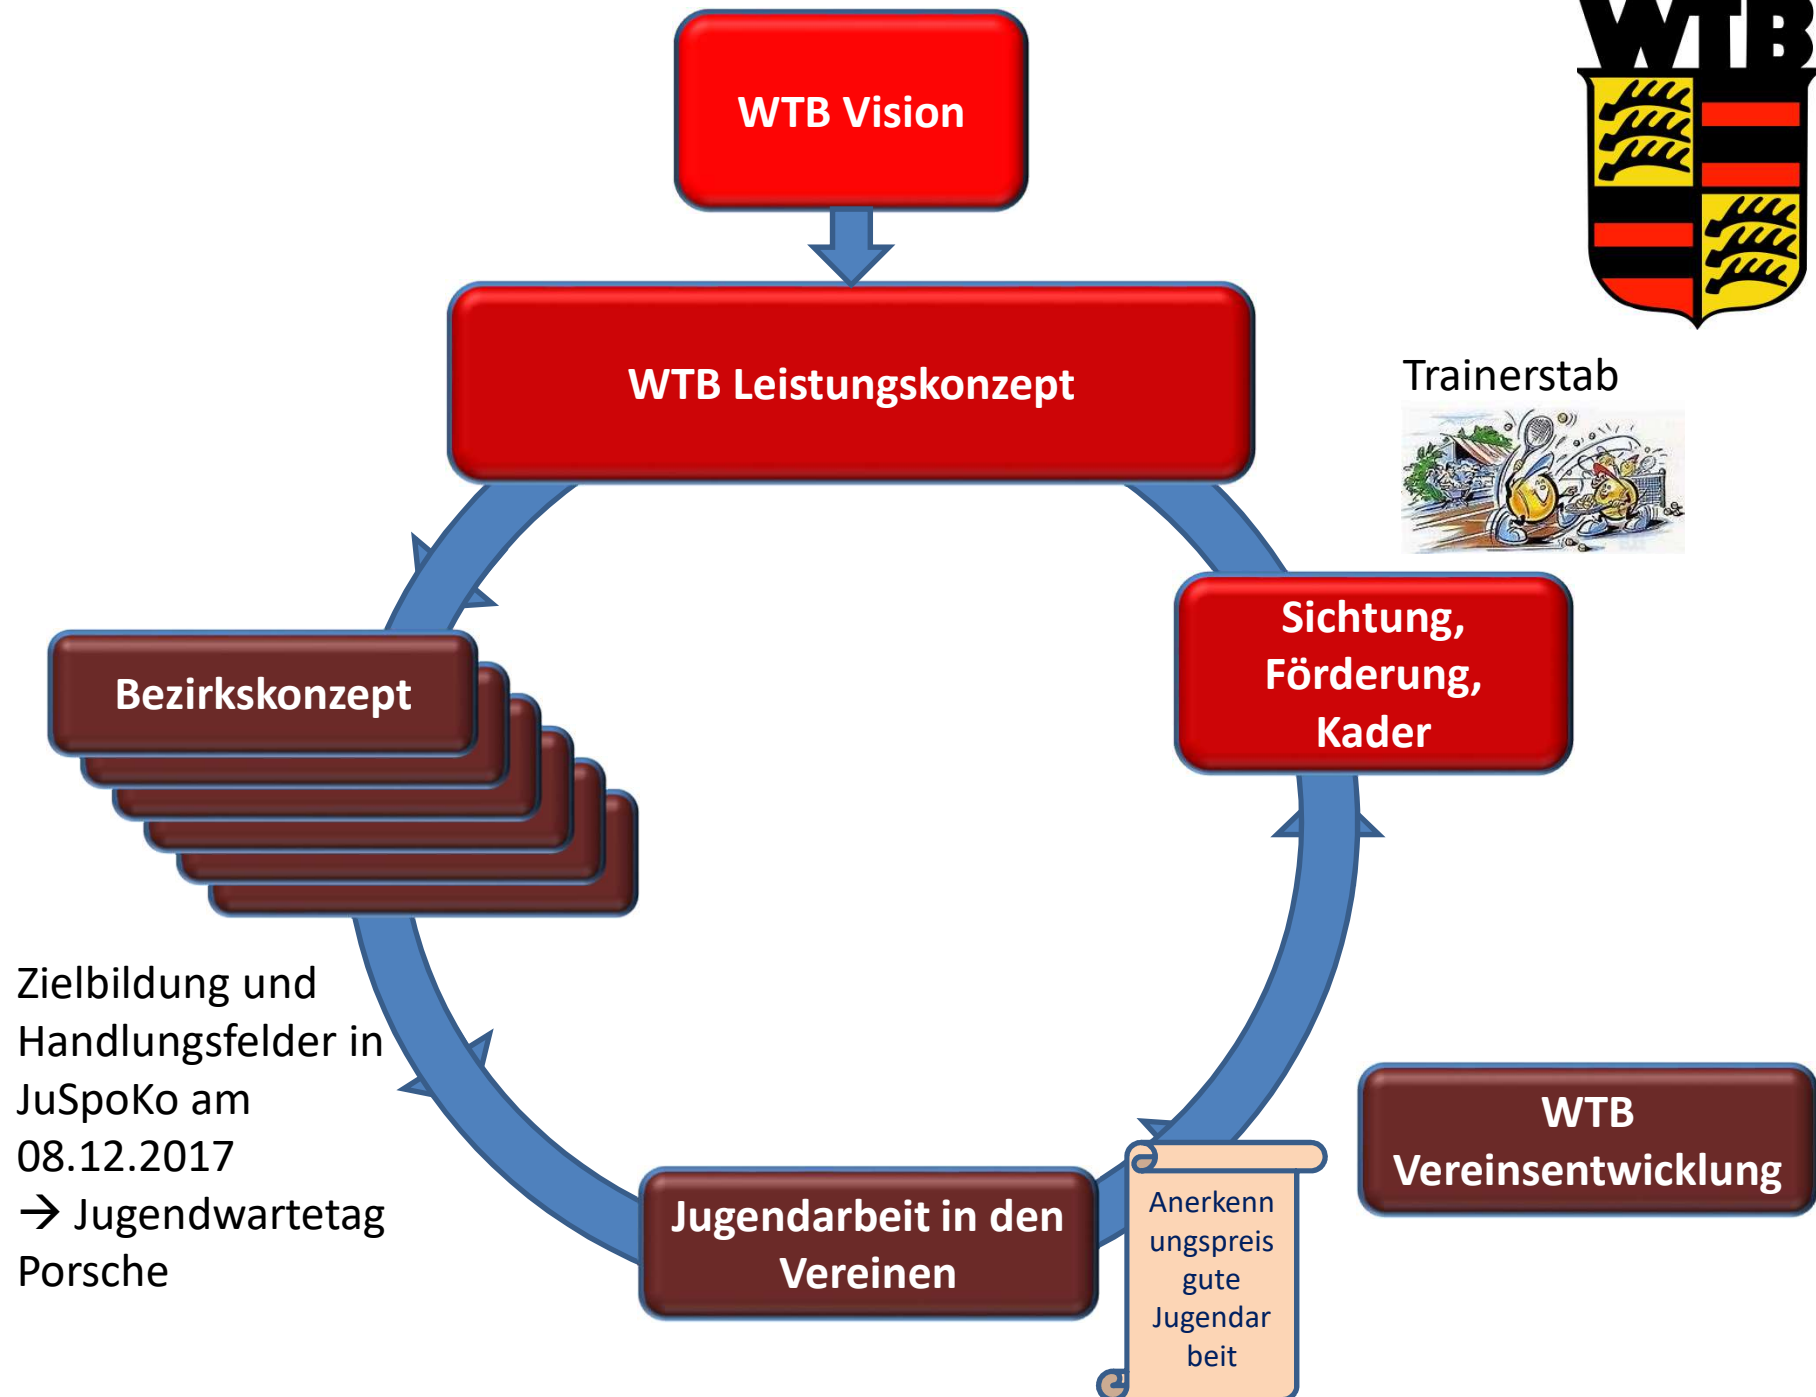 WTB
WTB Vision
WTB Leistungskonzept
Trainerstab
Sichtung,
Förderung,
Kader
Bezirkskonzept
Zielbildung und
Handlungsfelder in
JuSpoKo am
08.12.2017
→ Jugendwartetag
Porsche
Jugendarbeit in den
Vereinen
Anerkenn
ungspreis
gute
Jugendar
beit
WTB
Vereinsentwicklung